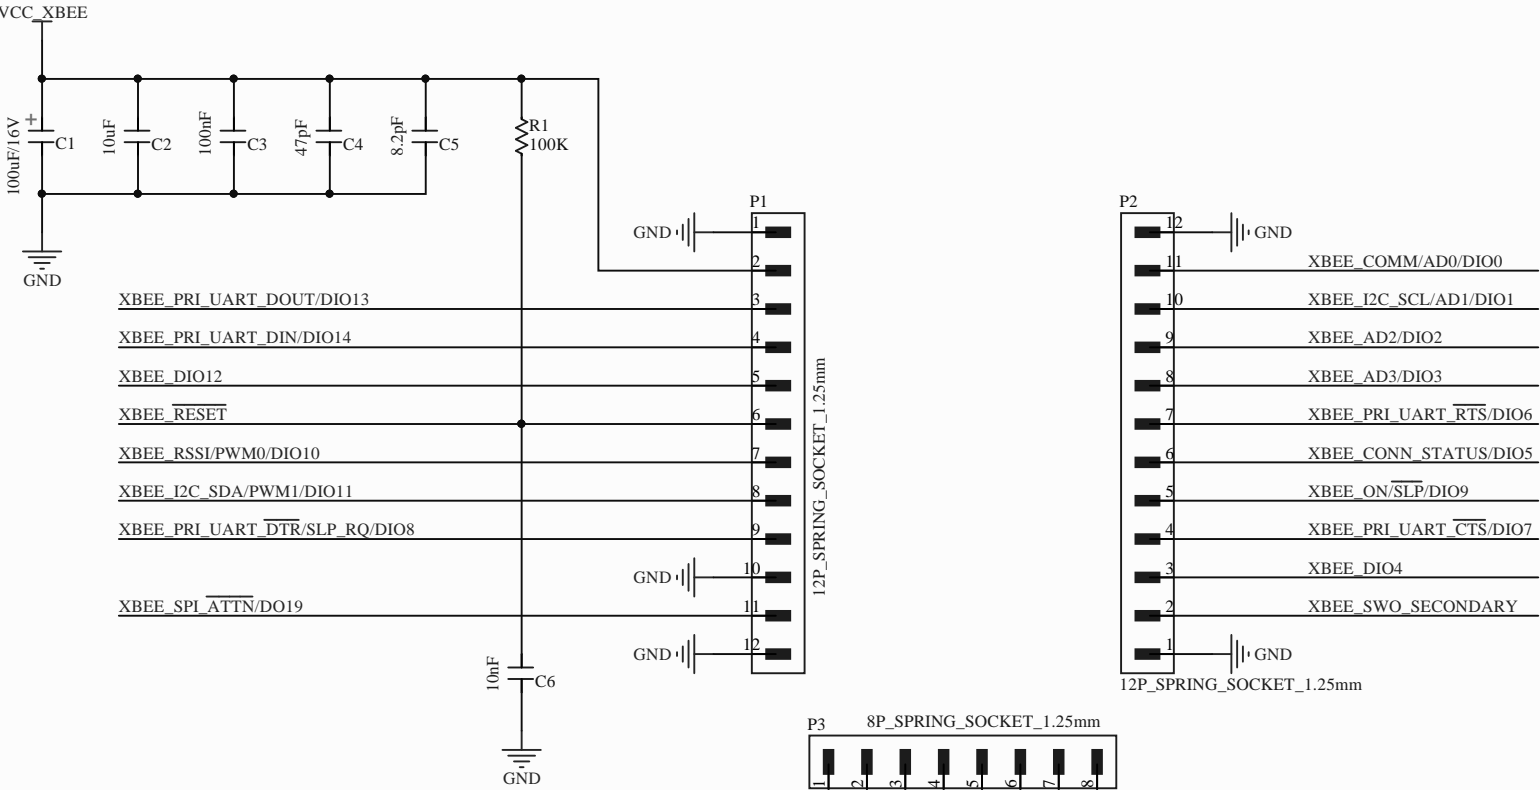 VCC_XBEE
+
100uF/16V
C1
10uF
C2
100nF
C3
47pF
C4
8.2pF
C5
R1
100K
GND
P1
GND 1
2
XBEE_PRI_UART_DOUT/DIO13 3
XBEE_PRI_UART_DIN/DIO14 4
XBEE_DIO12 5
XBEE_RESET 6
XBEE_RSSI/PWM0/DIO10 7
XBEE_I2C_SDA/PWM1/DIO11 8
XBEE_PRI_UART_DTR/SLP_RQ/DIO8 9
GND 10
XBEE_SPI_ATTN/DO19 11
GND 12
12P_SPRING_SOCKET_1.25mm
10nF
C6
GND
P2
12 GND
11 XBEE_COMM/AD0/DIO0
10 XBEE_I2C_SCL/AD1/DIO1
9 XBEE_AD2/DIO2
8 XBEE_AD3/DIO3
7 XBEE_PRI_UART_RTS/DIO6
6 XBEE_CONN_STATUS/DIO5
5 XBEE_ON/SLP/DIO9
4 XBEE_PRI_UART_CTS/DIO7
3 XBEE_DIO4
2 XBEE_SWO_SECONDARY
1 GND
12P_SPRING_SOCKET_1.25mm
P3
8P_SPRING_SOCKET_1.25mm
1 2 3 4 5 6 7 8